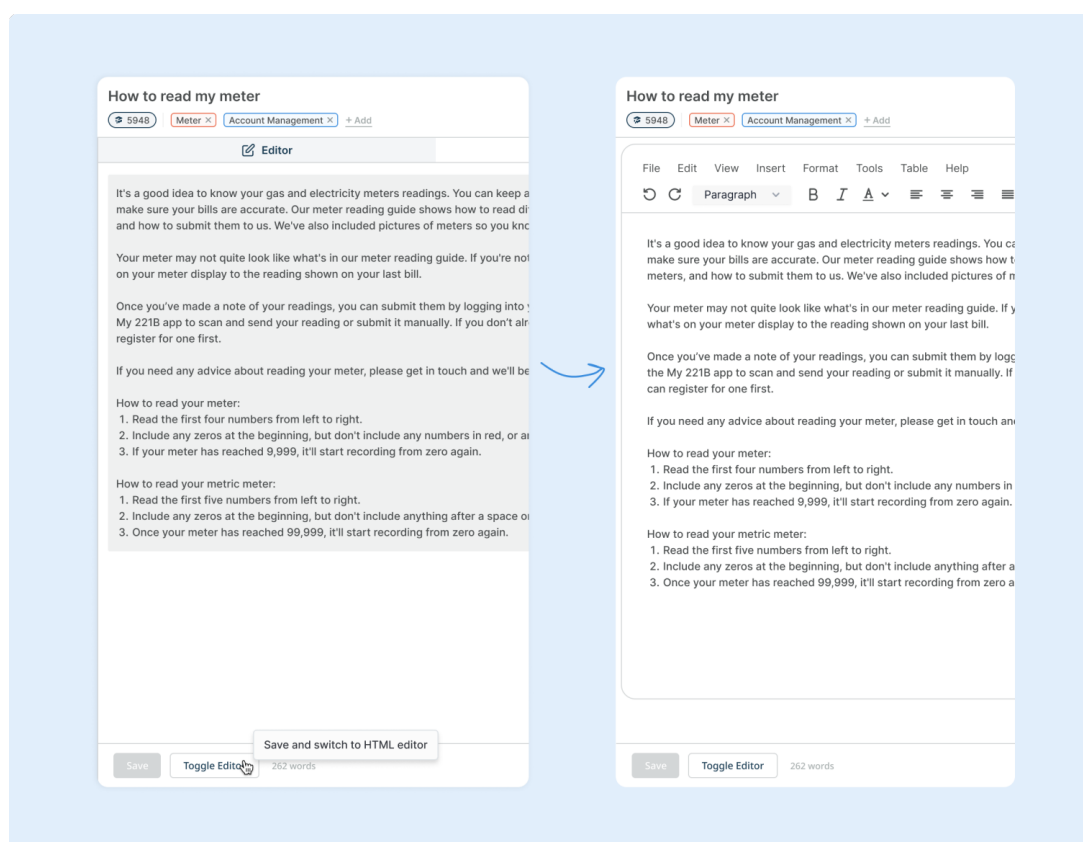 How to read my meter
5948 Meter × Account Management × + Add
Editor
It's a good idea to know your gas and electricity meters readings. You can keep a
make sure your bills are accurate. Our meter reading guide shows how to read
and how to submit them to us. We've also included pictures of meters so you
Your meter may not quite look like what's in our meter reading guide. If you're not
on your meter display to the reading shown on your last bill.
Once you've made a note of your readings, you can submit them by logging into
My 221B app to scan and send your reading or submit it manually. If you don't
register for one first.
If you need any advice about reading your meter, please get in touch and we'll be
How to read your meter:
1. Read the first four numbers from left to right.
2. Include any zeros at the beginning, but don't include any numbers in red, or
3. If your meter has reached 9,999, it'll start recording from zero again.
How to read your metric meter:
1. Read the first five numbers from left to right.
2. Include any zeros at the beginning, but don't include anything after a space
3. Once your meter has reached 99,999, it'll start recording from zero again.
Save and switch to HTML editor
Save Toggle Editor 262 words
How to read my meter
5948 Meter × Account Management × + Add
File Edit View Insert Format Tools Table Help
Paragraph B I A
It's a good idea to know your gas and electricity meters readings. You
make sure your bills are accurate. Our meter reading guide shows how
meters, and how to submit them to us. We've also included pictures of
Your meter may not quite look like what's in our meter reading guide. If
what's on your meter display to the reading shown on your last bill.
Once you've made a note of your readings, you can submit them by
the My 221B app to scan and send your reading or submit it manually. If
can register for one first.
If you need any advice about reading your meter, please get in touch
How to read your meter:
1. Read the first four numbers from left to right.
2. Include any zeros at the beginning, but don't include any numbers in
3. If your meter has reached 9,999, it'll start recording from zero again.
How to read your metric meter:
1. Read the first five numbers from left to right.
2. Include any zeros at the beginning, but don't include anything after a
3. Once your meter has reached 99,999, it'll start recording from zero
Save Toggle Editor 262 words